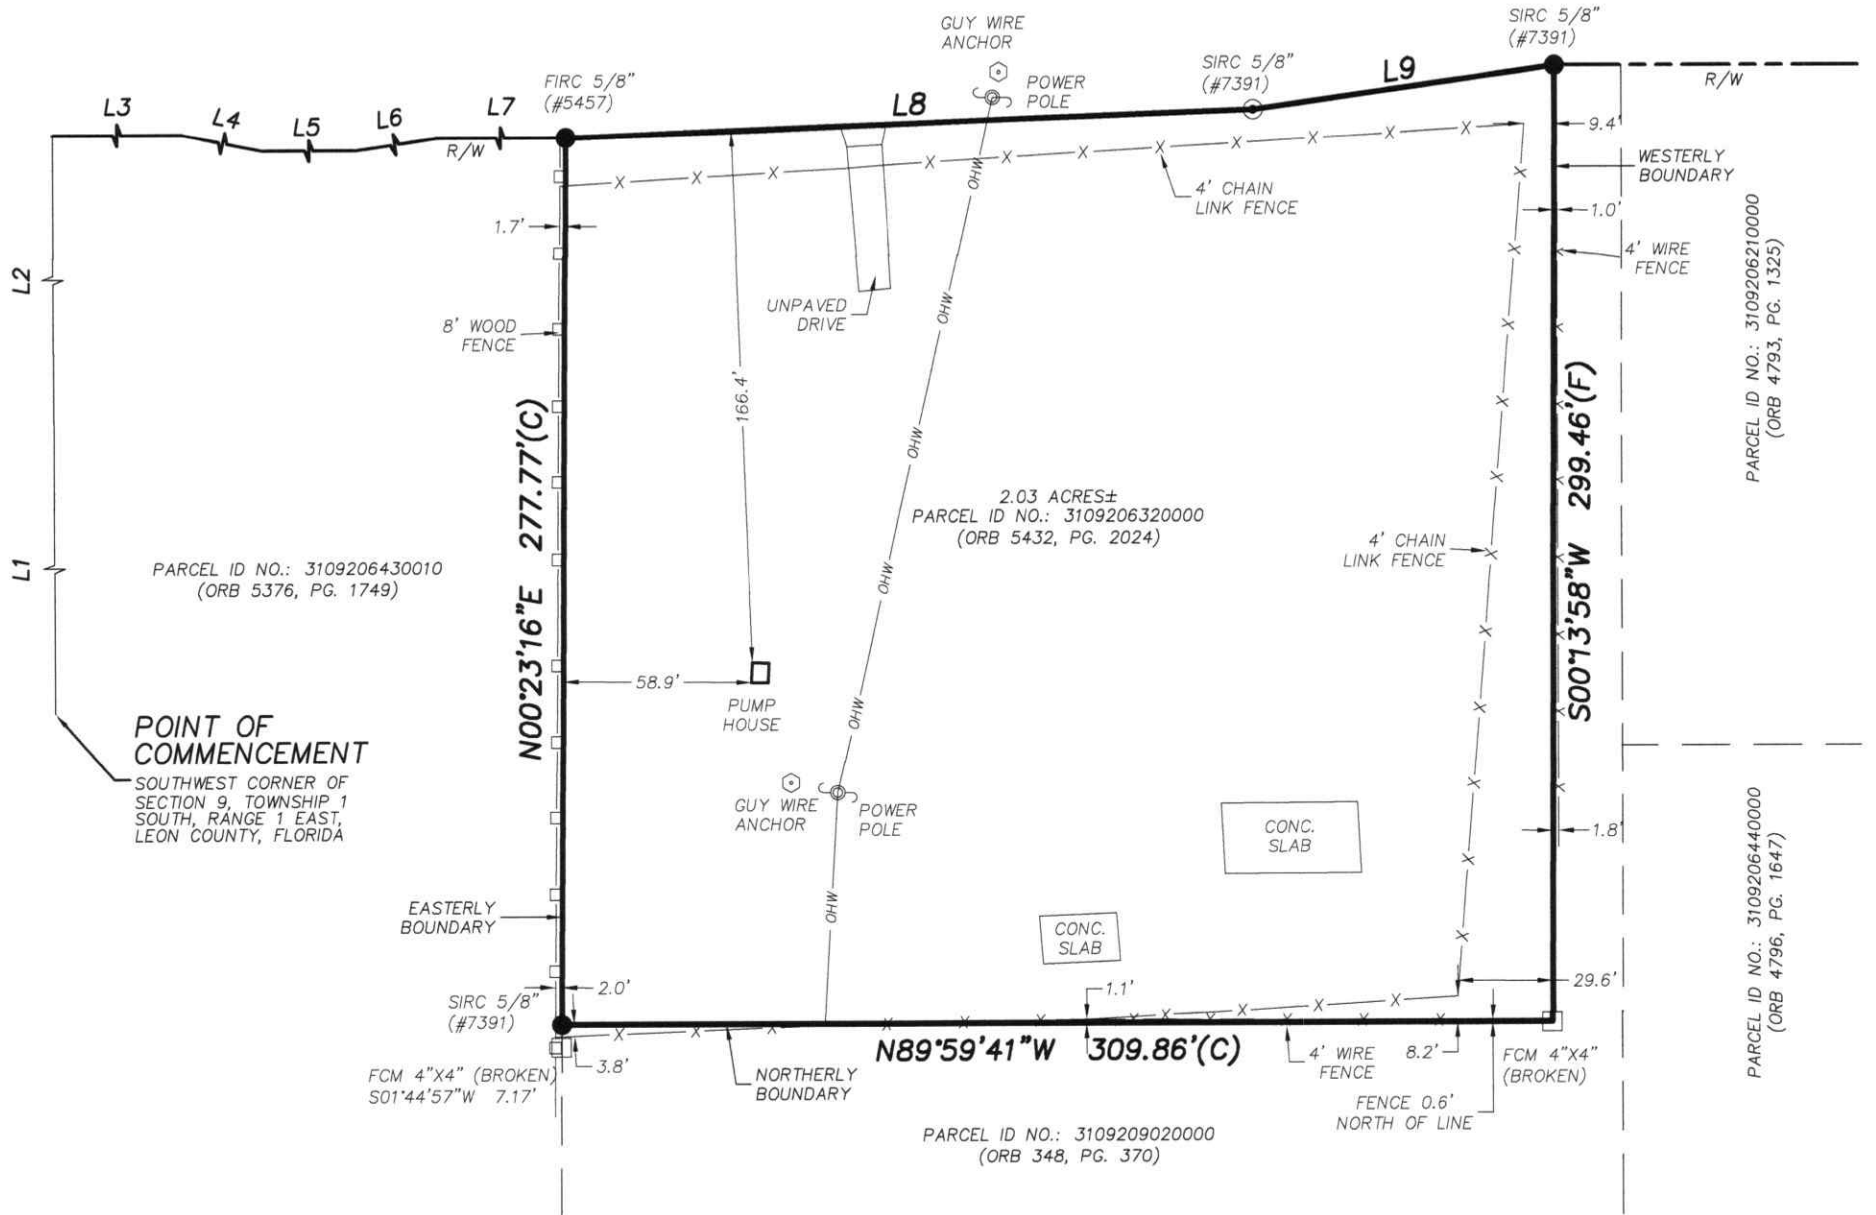 GUY WIRE
ANCHOR
SIRC 5/8"
(#7391)
FIRC 5/8"
(#5457)
SIRC 5/8"
(#7391)
POWER
POLE
L3
L4
L5
L6
L7
L8
L9
R/W
R/W
9.4'
WESTERLY
BOUNDARY
4' CHAIN
LINK FENCE
1.7'
1.0'
4' WIRE
FENCE
L2
8' WOOD
FENCE
UNPAVED
DRIVE
OHW
OHW
OHW
OHW
OHW
OHW
166.4'
N00°23'16"E 277.77'(C)
2.03 ACRES±
PARCEL ID NO.: 3109206320000
(ORB 5432, PG. 2024)
4' CHAIN
LINK FENCE
S00°13'58"W 299.46'(F)
PARCEL ID NO.: 3109206210000
(ORB 4793, PG. 1325)
L1
PARCEL ID NO.: 3109206430010
(ORB 5376, PG. 1749)
58.9'
PUMP
HOUSE
POINT OF
COMMENCEMENT
SOUTHWEST CORNER OF
SECTION 9, TOWNSHIP 1
SOUTH, RANGE 1 EAST,
LEON COUNTY, FLORIDA
GUY WIRE
ANCHOR
POWER
POLE
CONC.
SLAB
1.8'
PARCEL ID NO.: 3109206440000
(ORB 4796, PG. 1647)
EASTERLY
BOUNDARY
CONC.
SLAB
SIRC 5/8"
(#7391)
2.0'
1.1'
29.6'
N89°59'41"W 309.86'(C)
3.8'
FCM 4"X4" (BROKEN)
S01°44'57"W 7.17'
NORTHERLY
BOUNDARY
4' WIRE
FENCE
8.2'
FCM 4"X4"
(BROKEN)
FENCE 0.6'
NORTH OF LINE
PARCEL ID NO.: 3109209020000
(ORB 348, PG. 370)